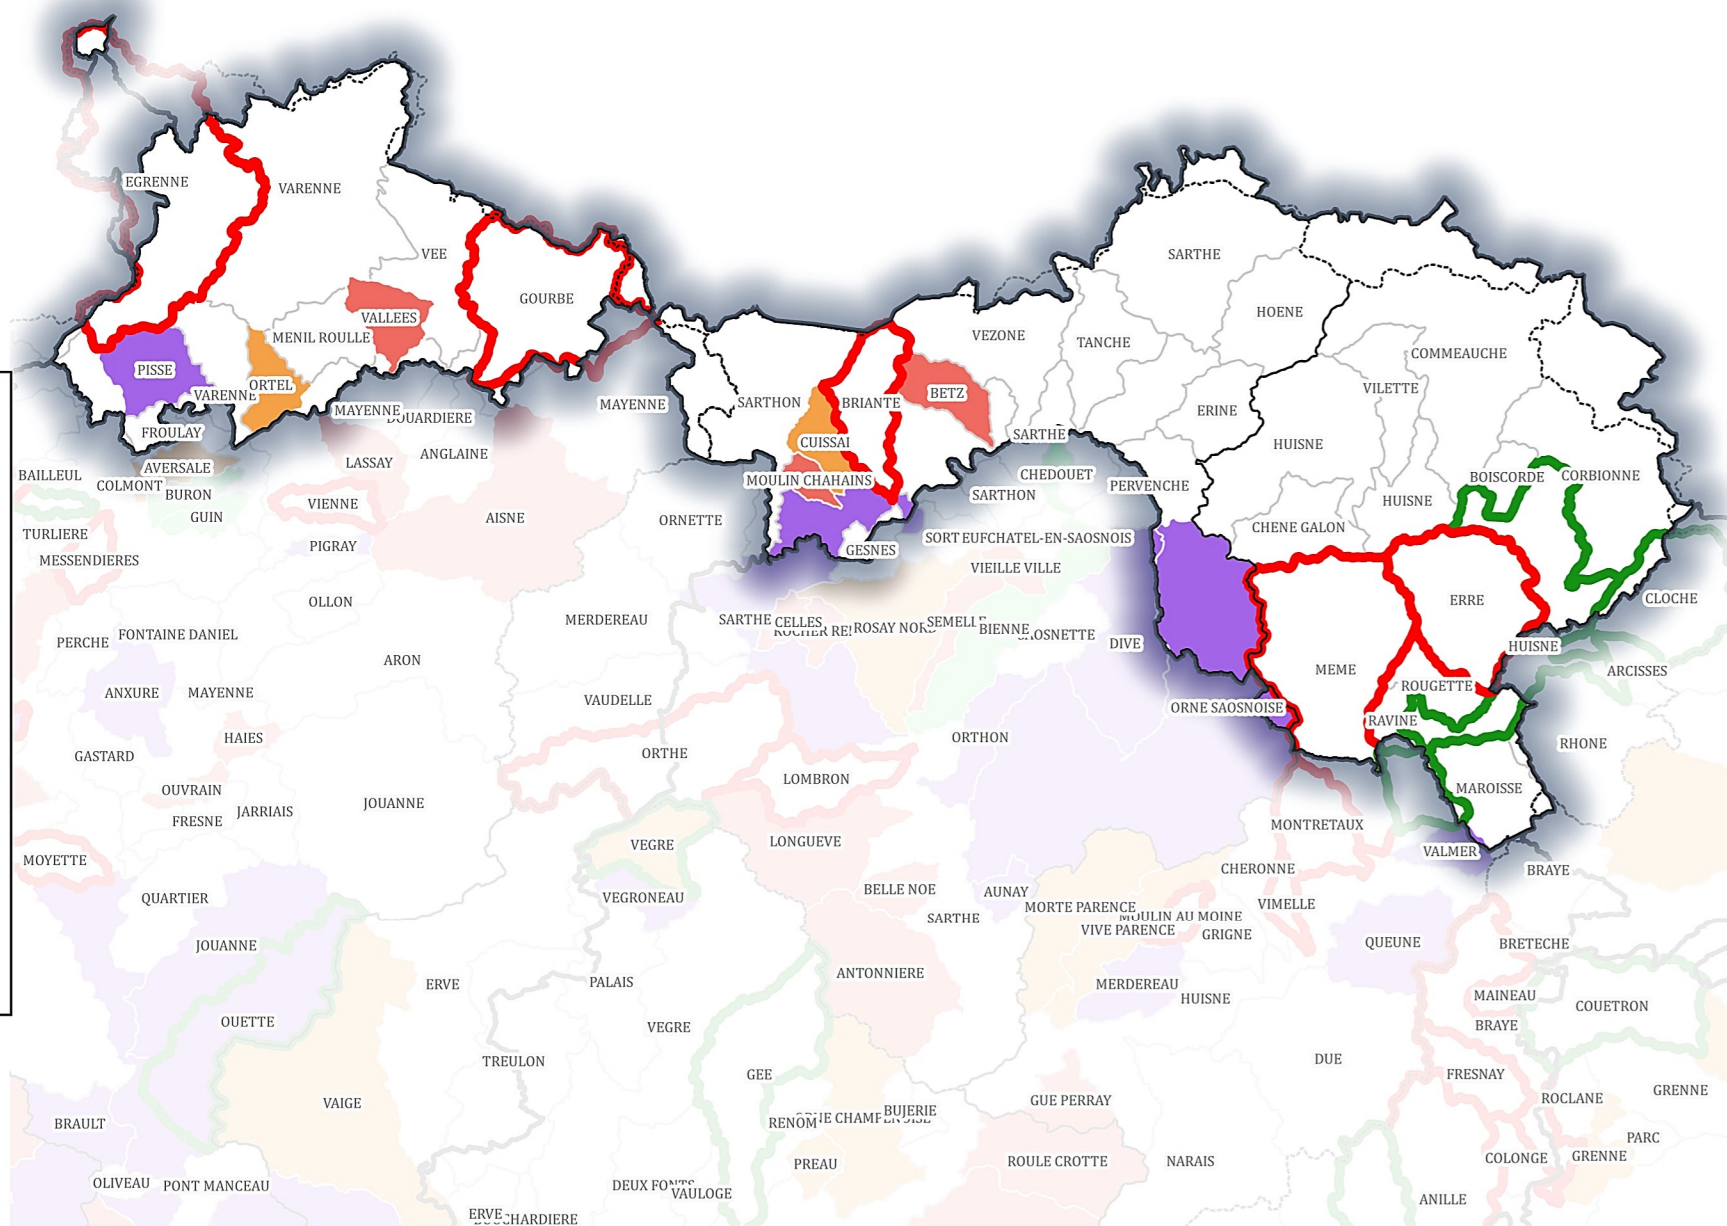 EGRENNE
VARENNE
VEE
GOURBE
VALLEES
MENIL ROULLE
PISSE
ORTEL
VARENNE
FROULAY
MAYENNE
AVERSALE
COLMONT
BURON
GUIN
BAILLEUL
TURLIERE
MESSENDIERES
LASSAY
ANGLAINE
VIENNE
PIGRAY
AISNE
MAYENNE
ORNETTE
SARTHON
BRIANTE
BETZ
CUISSAI
MOULIN CHAHAINS
GESNES
VEZONE
TANCHE
SARTHE
HOENE
ERINE
SARTHE
CHEDOUET
SARTHON
PERVENCHE
COMMEAUCHE
VILETTE
HUISNE
HUISNE
BOISCORDE
CORBIONNE
CHENE GALON
ERRE
CLOCHE
HUISNE
MEME
ROUGETTE
RAVINE
ARCISSES
ORNE SAOSNOISE
RHONE
MAROISSE
VALMER
BRAYE
SORT EUFCHATEL-EN-SAOSNOIS
VIEILLE VILLE
OLLON
MERDEREAU
SARTHE
CELLES
ROSAY NORD
SEMELLE
BIENNE
DIVE
PERCHE
FONTAINE DANIEL
ARON
ANXURE
MAYENNE
VAUDELLE
HAIES
GASTARD
ORTHE
ORTHON
LOMBRON
OUVRAIN
JARRIAIS
JOUANNE
FRESNE
MOYETTE
VEGRE
LONGUEVE
MONTRETAUX
CHERONNE
QUARTIER
VEGRONEAU
BELLE NOE
AUNAY
SARTHE
MORTE PARENCE
MOULIN AU MOINE
VIVE PARENCE
GRIGNE
VIMELLE
JOUANNE
QUEUNE
BRETECHE
ERVE
PALAIS
ANTONNIERE
MERDEREAU
HUISNE
MAINEAU
COUETRON
OUETTE
VEGRE
BRAYE
TREULON
GEE
DUE
FRESNAY
GRENNE
VAIGE
GUE PERRAY
ROCLANE
BRAULT
BUJERIE
RENOM
PARC
PREAU
ROULE CROTTE
NARAIS
COLONGE
GRENNE
OLIVEAU
PONT MANCEAU
DEUX FONTS
VAULOGE
ANILLE
ERVE